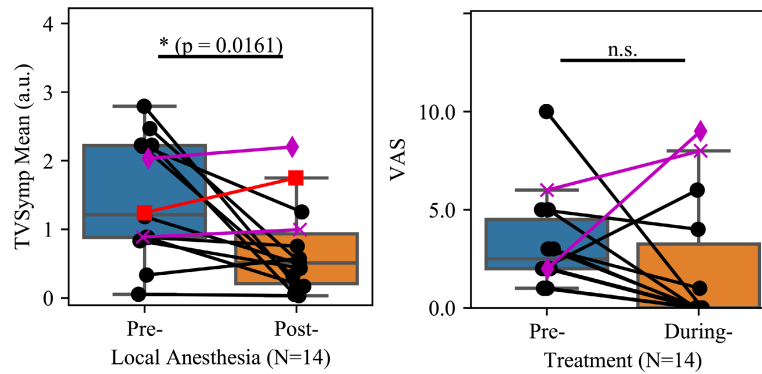 4
3
2
1
0
TVSymp Mean (a.u.)
* (p = 0.0161)
Pre-
Post-
Local Anesthesia (N=14)
10.0
5.0
0.0
VAS
n.s.
Pre-
During-
Treatment (N=14)